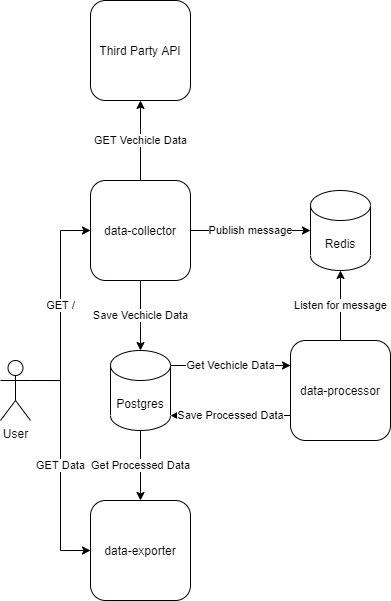 Third Party API
GET Vechicle Data
data-collector
Publish message
Redis
GET /
Save Vechicle Data
Listen for message
Get Vechicle Data
data-processor
Postgres
Save Processed Data
User
GET Data
Get Processed Data
data-exporter